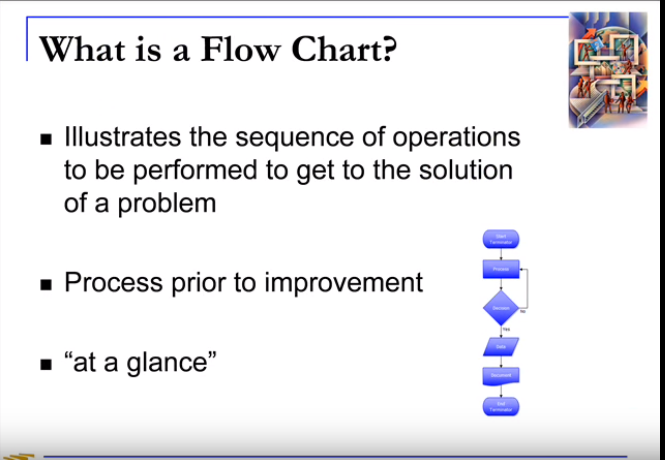 What is a Flow Chart?
Illustrates the sequence of operations
to be performed to get to the solution
of a problem
Process prior to improvement
“at a glance”
Start
Terminator
Process
Decision
No
Yes
Data
Document
End
Terminator